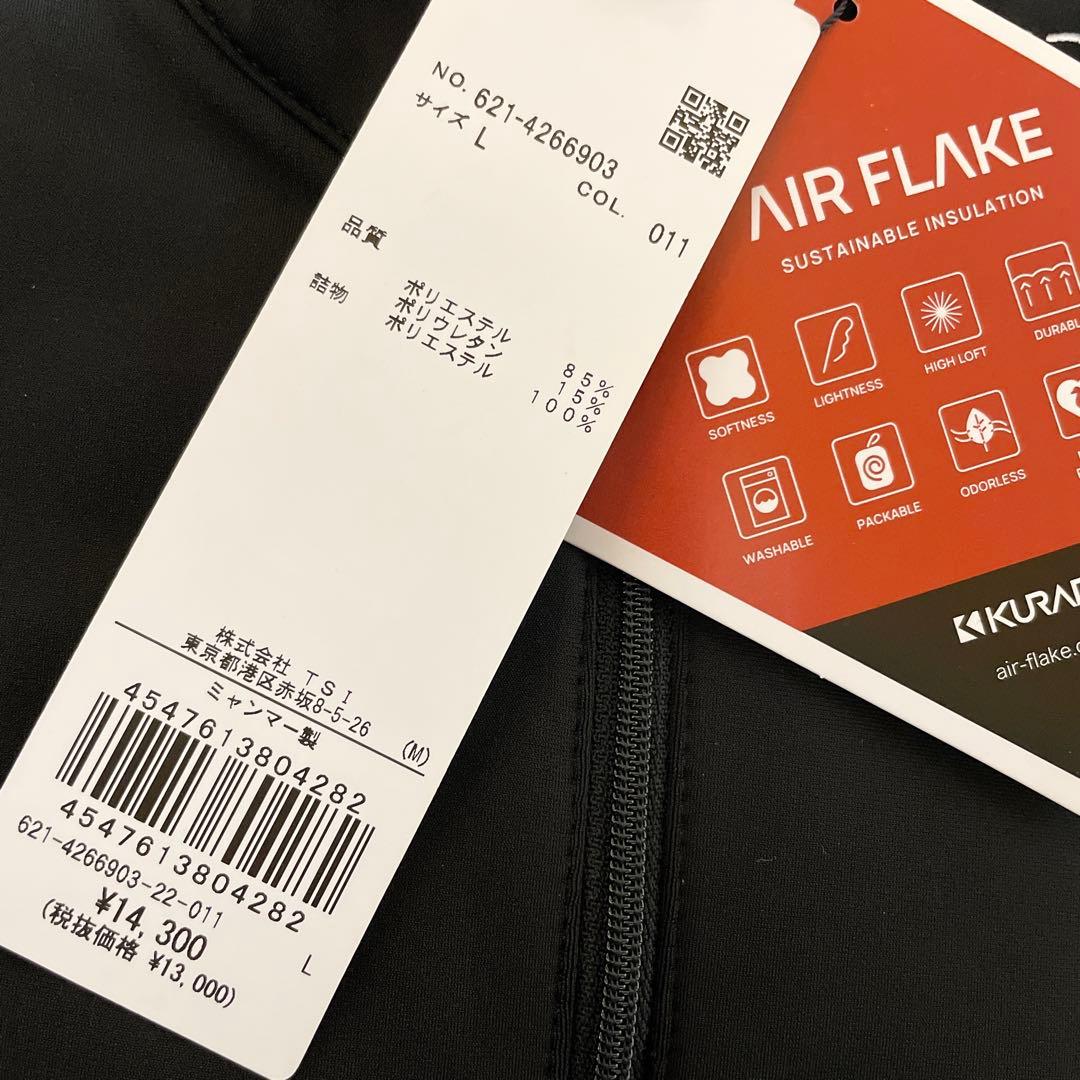 NO. 621-4266903
サイズ L
COL. 011
品質
ポリエステル 85%
ポリウレタン 15%
詰物 ポリエステル 100%
株式会社 TSI
東京都港区赤坂8-5-26 (M)
ミャンマー製
4547613804282
4547613804282
621-4266903-22-011
¥14,300
(税抜価格 ¥13,000)
L
AIR FLAKE
SUSTAINABLE INSULATION
SOFTNESS
LIGHTNESS
HIGH LOFT
DURABL
WASHABLE
PACKABLE
ODORLESS
KURAR
air-flake.c